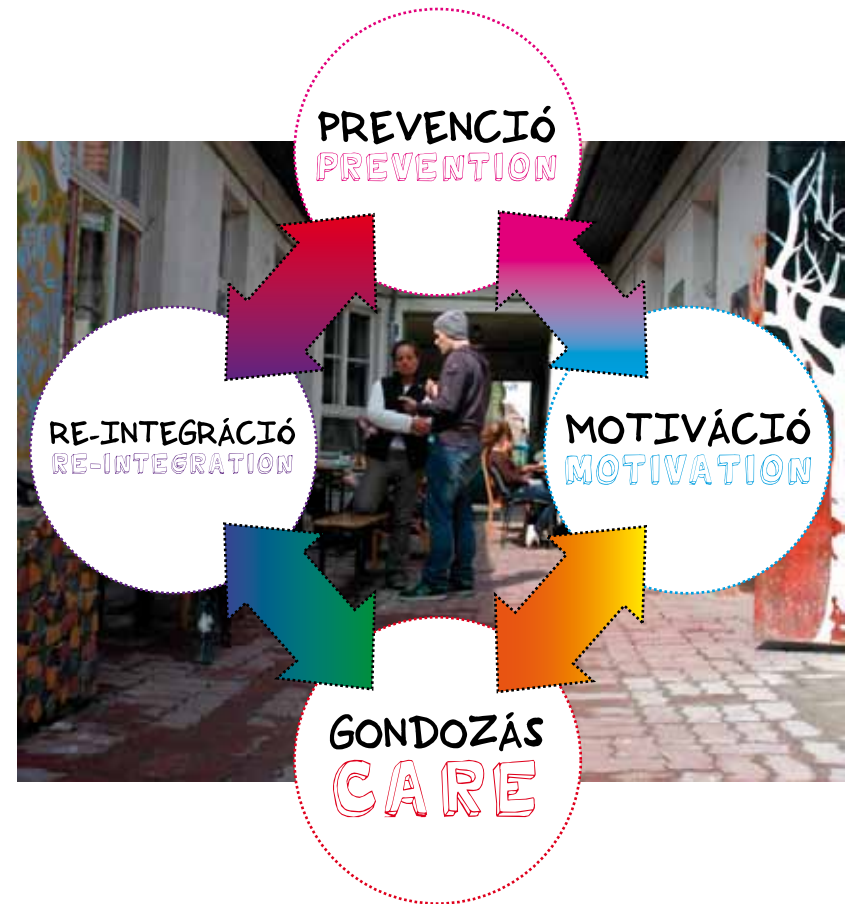 PREVENCIÓ
PREVENTION
RE-INTEGRÁCIÓ
RE-INTEGRATION
MOTIVÁCIÓ
MOTIVATION
GONDOZÁS
CARE